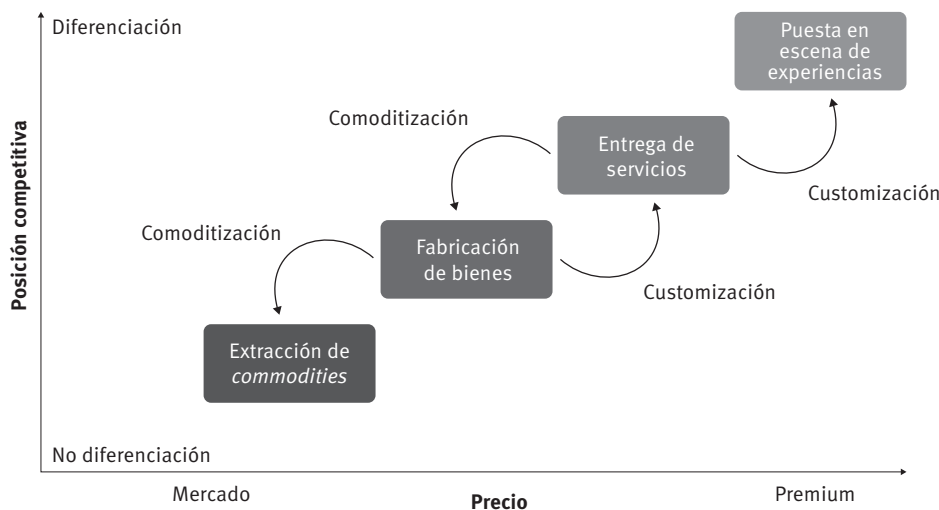 Diferenciación
Puesta en
escena de
experiencias
Comoditización
Entrega de
servicios
Customización
Comoditización
Fabricación
de bienes
Customización
Extracción de
commodities
No diferenciación
Posición competitiva
Mercado
Precio
Premium